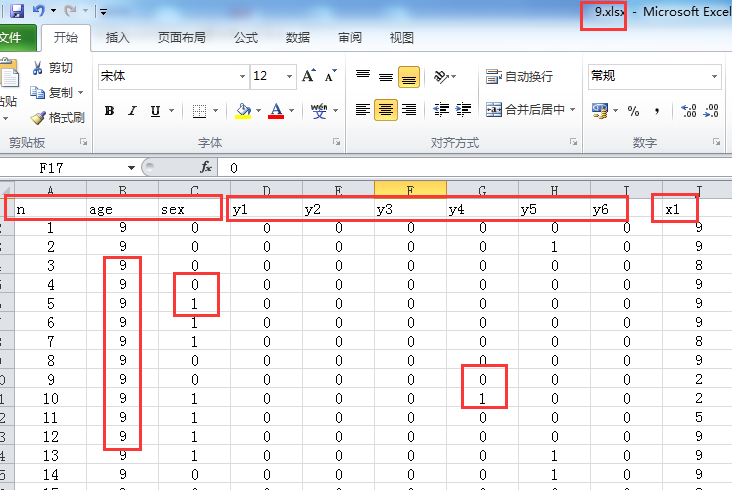 9.xlsx - Microsoft Excel
文件 开始 插入 页面布局 公式 数据 审阅 视图
剪切 宋体 12 A A 自动换行 常规
粘贴 复制
格式刷 B I U A wén 文 合并后居中 % ,
剪贴板 字体 对齐方式 数字
F17 fx 0
A B C D E F G H I J
n age sex y1 y2 y3 y4 y5 y6 x1
1 9 0 0 0 0 0 0 0 9
2 9 0 0 0 0 0 1 0 9
3 9 0 0 0 0 0 0 0 8
4 9 0 0 0 0 0 0 0 9
5 9 1 0 0 0 0 0 0 9
6 9 1 0 0 0 0 0 0 9
7 9 1 0 0 0 0 0 0 8
8 9 0 0 0 0 0 0 0 9
9 9 0 0 0 0 0 0 0 2
10 9 1 0 0 0 1 0 0 2
11 9 1 0 0 0 0 0 0 5
12 9 1 0 0 0 0 0 0 9
13 9 1 0 0 0 0 1 0 9
14 9 0 0 0 0 0 1 0 9